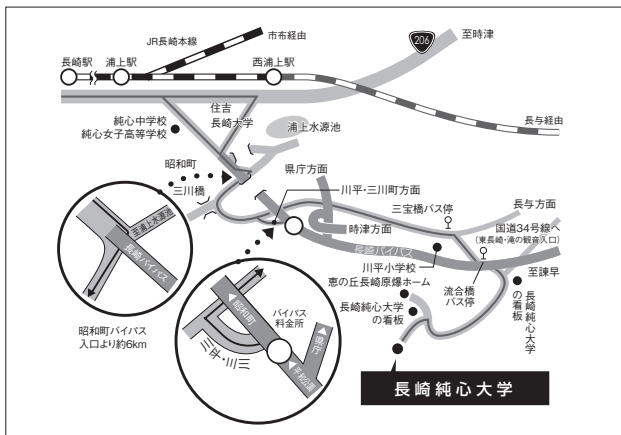 JR長崎本線
市布経由
206
至時津
長崎駅
浦上駅
西浦上駅
住吉
長崎大学
純心中学校
純心女子高等学校
浦上水源池
長与経由
昭和町
三川橋
県庁方面
川平・三川町方面
三宝橋バス停
長与方面
国道34号線へ
(東長崎・滝の観音入口)
時津方面
長崎バイパス
川平小学校
恵の丘長崎原爆ホーム
長崎純心大学
の看板
流合橋
バス停
至諫早
長崎純心大学
の看板
至浦上水源池
長崎バイパス
昭和町バイパス
入口より約6km
昭和町
バイパス
料金所
県庁
平和公園
長崎純心大学